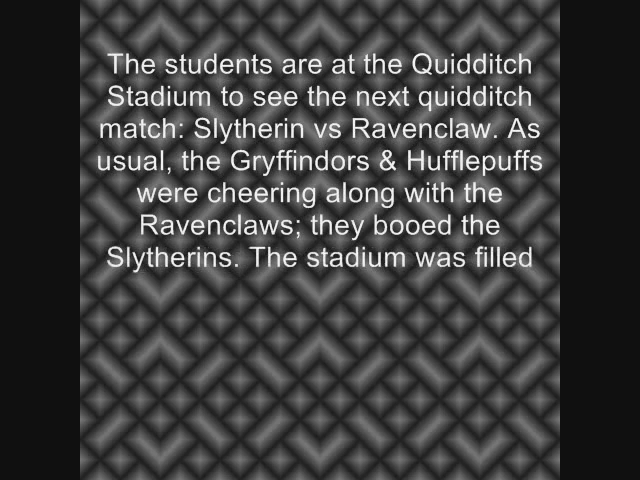 The students are at the Quidditch
Stadium to see the next quidditch
match: Slytherin vs Ravenclaw. As
usual, the Gryffindors & Hufflepuffs
were cheering along with the
Ravenclaws; they booed the
Slytherins. The stadium was filled